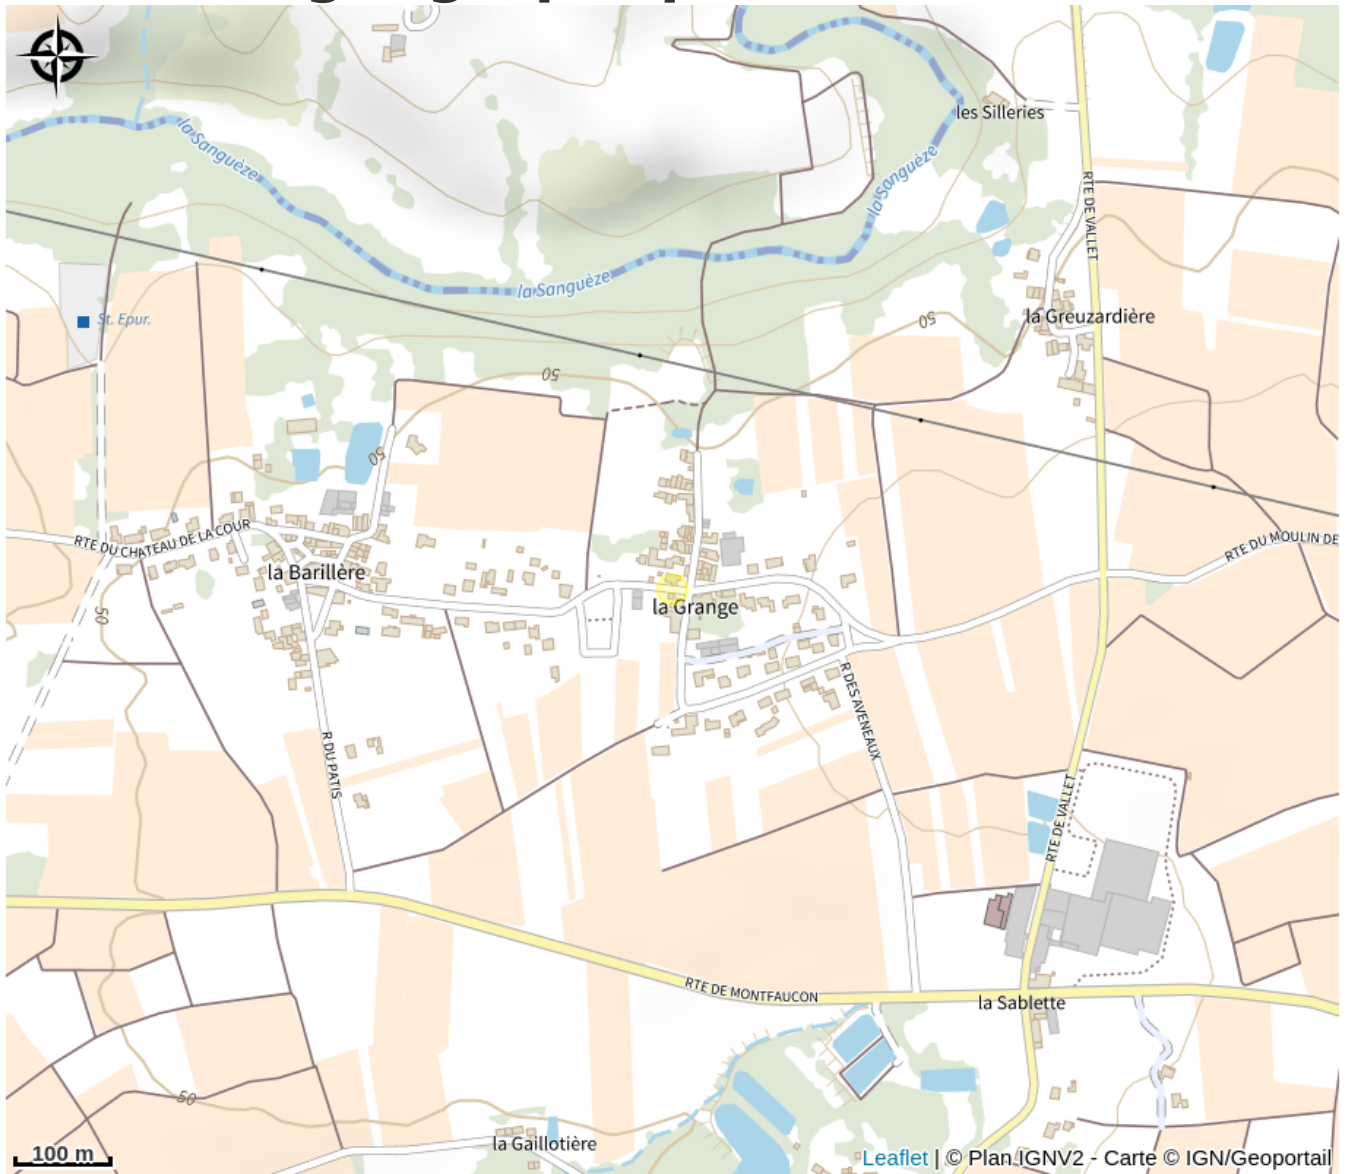 les Silleries
la Sanguèze
la Sanguèze
RTE DE VALLET
la Sanguèze
St. Epur.
la Greuzardière
50
50
50
RTE DU CHATEAU DE LA COUR
RTE DU MOULIN DE
la Barillère
la Grange
50
R DES AVENEAUX
R DU PATIS
RTE DE VALLET
RTE DE MONTFAUCON
la Sablette
50
la Gaillotière
100 m
Leaflet | © Plan IGNV2 - Carte © IGN/Geoportail